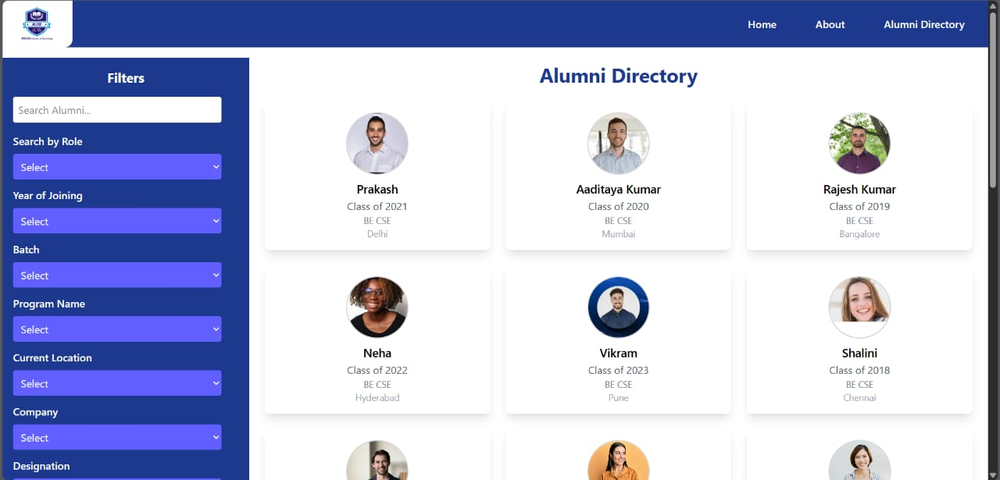 KiTE
Home
About
Alumni Directory
Filters
Search Alumni...
Search by Role
Select
Year of Joining
Select
Batch
Select
Program Name
Select
Current Location
Select
Company
Select
Designation
Alumni Directory
Prakash
Class of 2021
BE CSE
Delhi
Aaditaya Kumar
Class of 2020
BE CSE
Mumbai
Rajesh Kumar
Class of 2019
BE CSE
Bangalore
Neha
Class of 2022
BE CSE
Hyderabad
Vikram
Class of 2023
BE CSE
Pune
Shalini
Class of 2018
BE CSE
Chennai